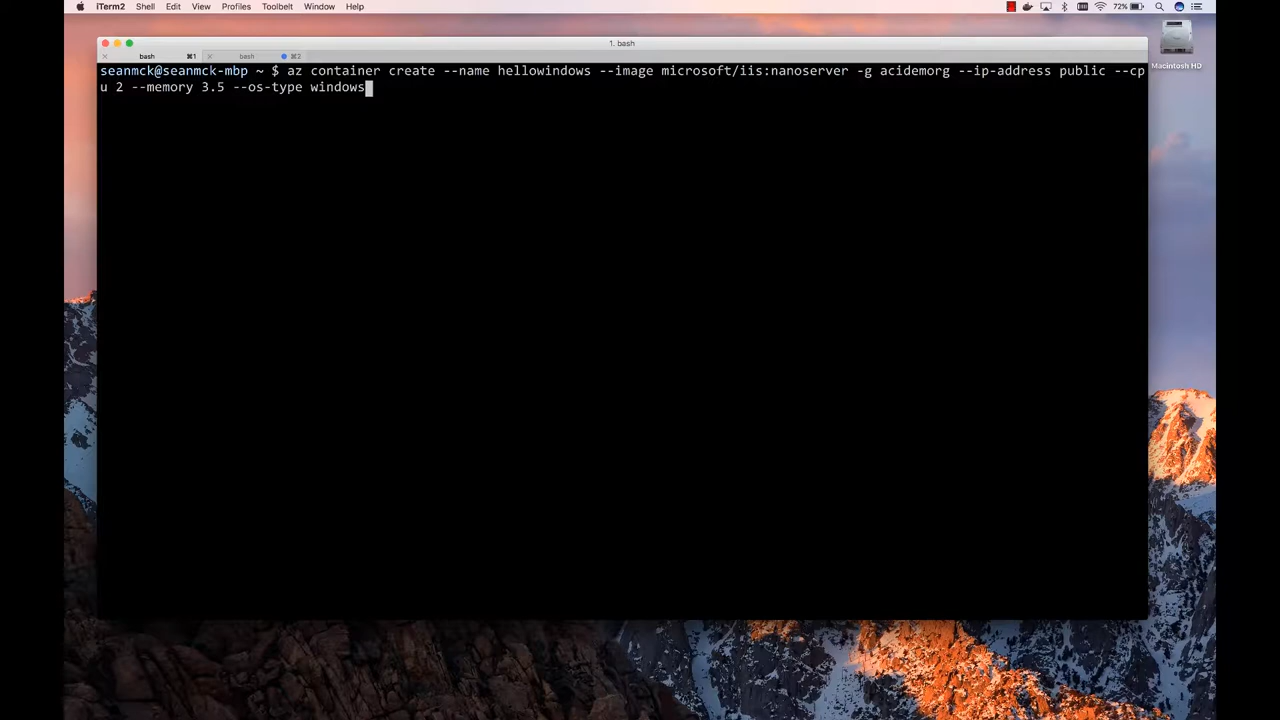 iTerm2 Shell Edit View Profiles Toolbelt Window Help 72%
1. bash
bash ⌘1 bash ⌘2
seanmck@seanmck-mbp ~ $ az container create --name hellowindows --image microsoft/iis:nanoserver -g acidemorg --ip-address public --cp
u 2 --memory 3.5 --os-type windows
Macintosh HD